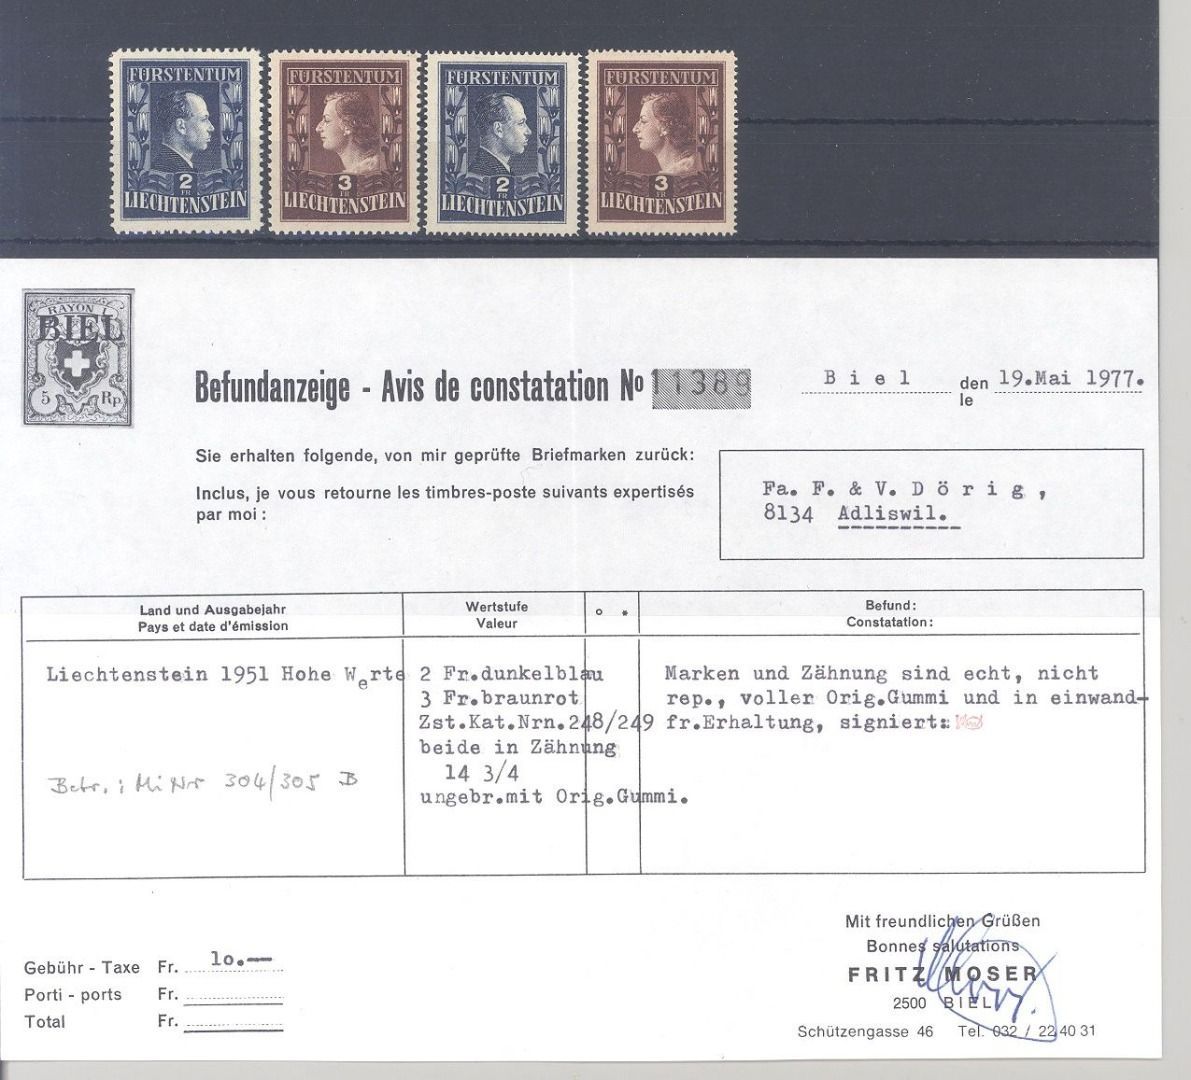 FÜRSTENTUM
2
FR
LIECHTENSTEIN
FÜRSTENTUM
3
FR
LIECHTENSTEIN
FÜRSTENTUM
2
FR
LIECHTENSTEIN
FÜRSTENTUM
3
FR
LIECHTENSTEIN
RAYON I.
BIEL
5 Rp.
Befundanzeige - Avis de constatation No 11389
Biel den 19.Mai 1977.
le
Sie erhalten folgende, von mir geprüfte Briefmarken zurück:
Inclus, je vous retourne les timbres-poste suivants expertisés
par moi :
Fa. F. & V. Dörig,
8134 Adliswil.
Land und Ausgabejahr
Pays et date d'émission
Wertstufe
Valeur
o *
Befund:
Constatation:
Liechtenstein 1951 Hohe Werte
Betr.: Mi Nr 304/305 B
2 Fr.dunkelblau
3 Fr.braunrot
Zst.Kat.Nrn.248/249
beide in Zähnung
14 3/4
ungebr.mit Orig.Gummi.
Marken und Zähnung sind echt, nicht
rep., voller Orig.Gummi und in einwand-
fr.Erhaltung, signiert:
Mit freundlichen Grüßen
Bonnes salutations
FRITZ MOSER
2500 BIEL
Schützengasse 46 Tel. 032 / 22 40 31
Gebühr - Taxe Fr. 10.—
Porti - ports Fr.
Total Fr.